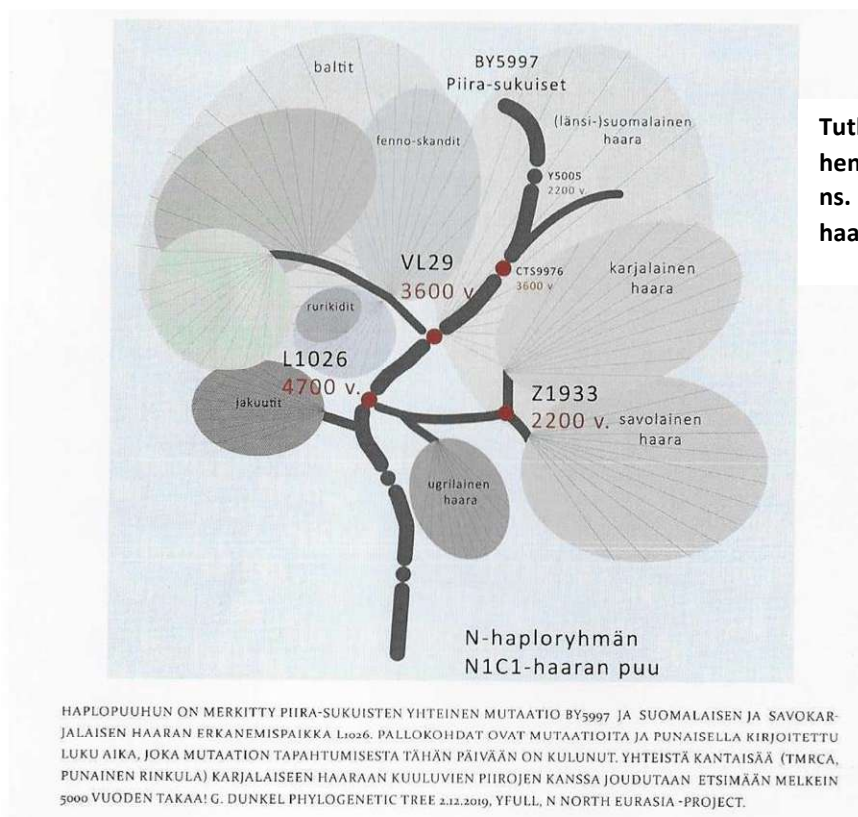 BY5997
Piira-sukuiset
baltit
(länsi-)suomalainen
haara
fenno-skandit
Y5005
2200 v.
VL29
3600 v
CTS9976
3600 v.
karjalainen
haara
rurikidit
L1026
4700 v.
jakuutit
Z1933
2200 v.
savolainen
haara
ugrilainen
haara
N-haploryhmän
N1C1-haaran puu
HAPLOPUUHUN ON MERKITTY PIIRA-SUKUISTEN YHTEINEN MUTAATIO BY5997 JA SUOMALAISEN JA SAVOKAR-
JALAISEN HAARAN ERKANEMISPAIKKA L1026. PALLOKOHDAT OVAT MUTAATIOITA JA PUNAISELLA KIRJOITETTU
LUKU AIKA, JOKA MUTAATION TAPAHTUMISESTA TÄHÄN PÄIVÄÄN ON KULUNUT. YHTEISTÄ KANTAISÄÄ (TMRCA,
PUNAINEN RINKULA) KARJALAISEEN HAARAAN KUULUVIEN PIIROJEN KANSSA JOUDUTAAN ETSIMÄÄN MELKEIN
5000 VUODEN TAKAA! G. DUNKEL PHYLOGENETIC TREE 2.12.2019, YFULL, N NORTH EURASIA -PROJECT.
ns.